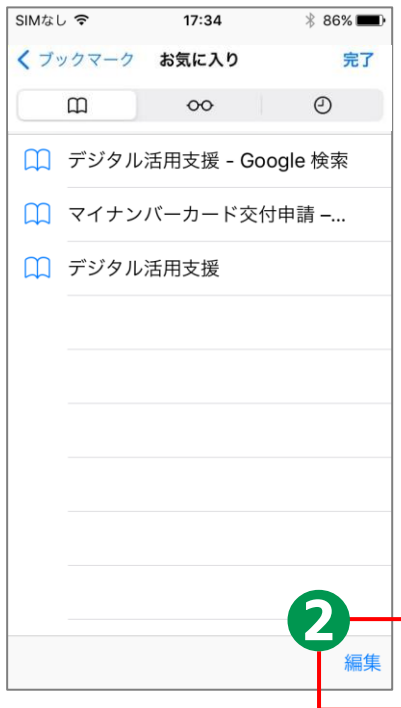 SIMなし 17:34 86%
ブックマーク お気に入り 完了
デジタル活用支援 - Google 検索
マイナンバーカード交付申請 –...
デジタル活用支援
2
編集